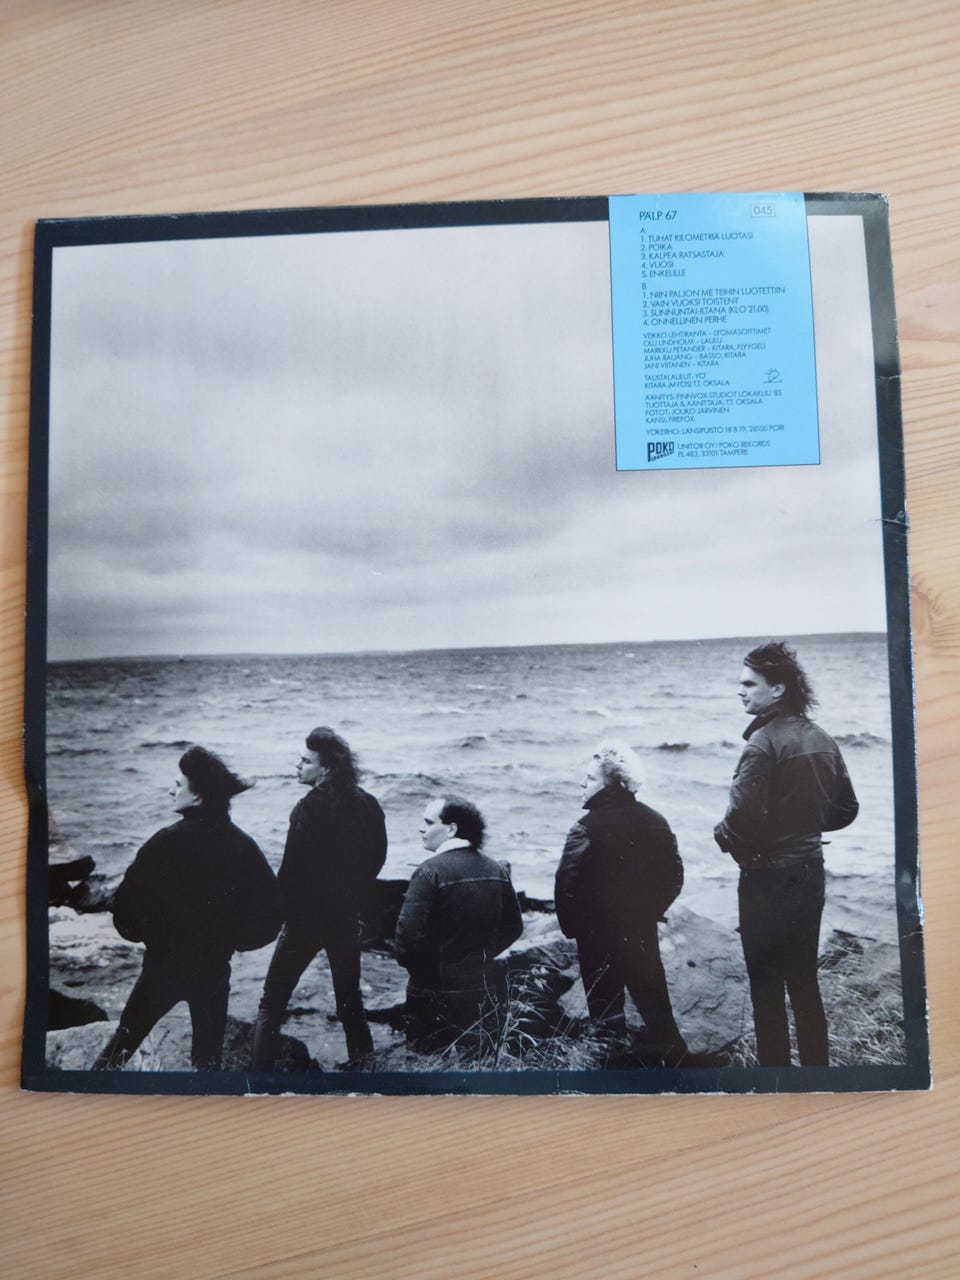 PÄLP 67
045
A
1. TUHAT KILOMETRIÄ LUOTASI
2. POIKA
3. KALPEA RATSASTAJA
4. VUOSI
5. ENKELILLE
B
1. NIIN PALJON ME TEIHIN LUOTETTIIN
2. VAIN VUOKSI TOISTEN?
3. SUNNUNTAI-ILTANA (KLO 21.00)
4. ONNELLINEN PERHE
VEIKKO LEHTIRANTA – LYÖMÄSOITTIMET
OLLI LINDHOLM – LAULU
MARKKU PETANDER – KITARA, FLYYGELI
JUHA RAUÄNG – BASSO, KITARA
JANI VIITANEN – KITARA
TAUSTALAULUT: YÖ
KITARA (MYÖS) T.T. OKSALA
ÄÄNITYS: FINNVOX-STUDIOT LOKAKUU '85
TUOTTAJA & ÄÄNITTÄJÄ: T.T. OKSALA
FOTOT: JOUKO JÄRVINEN
KANSI: FIREFOX
YÖKERHO: LÄNSIPUISTO 18 B 19, 28100 PORI
POKO
UNITOR OY/POKO REKORDS
PL 483, 33101 TAMPERE